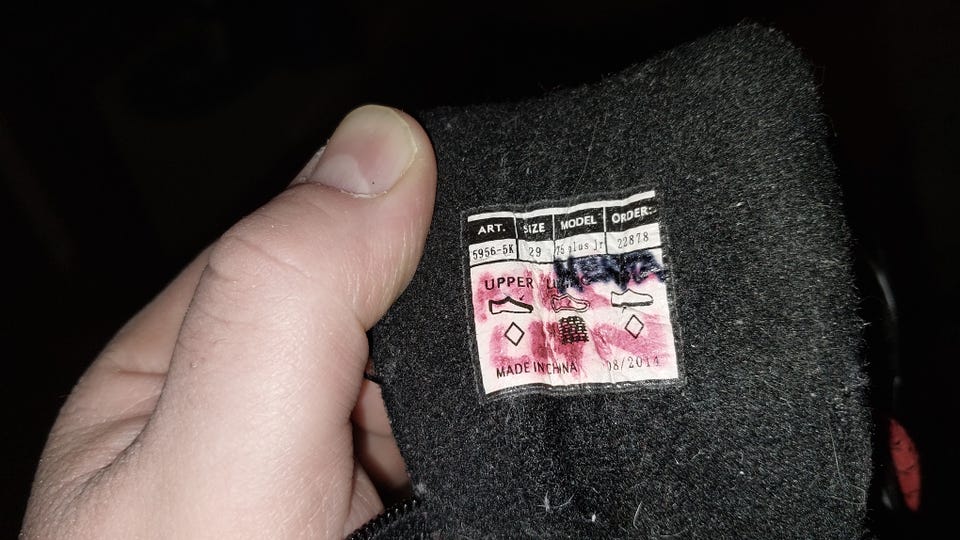 ART. SIZE MODEL ORDER:
5956-5K 29 75 plus jr 22878
UPPER
MADE IN CHINA 08/2014